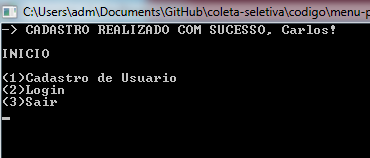 C:\Users\adm\Documents\GitHub\coleta-seletiva\codigo\menu-p
-> CADASTRO REALIZADO COM SUCESSO, Carlos!
INICIO
(1)Cadastro de Usuario
(2)Login
(3)Sair